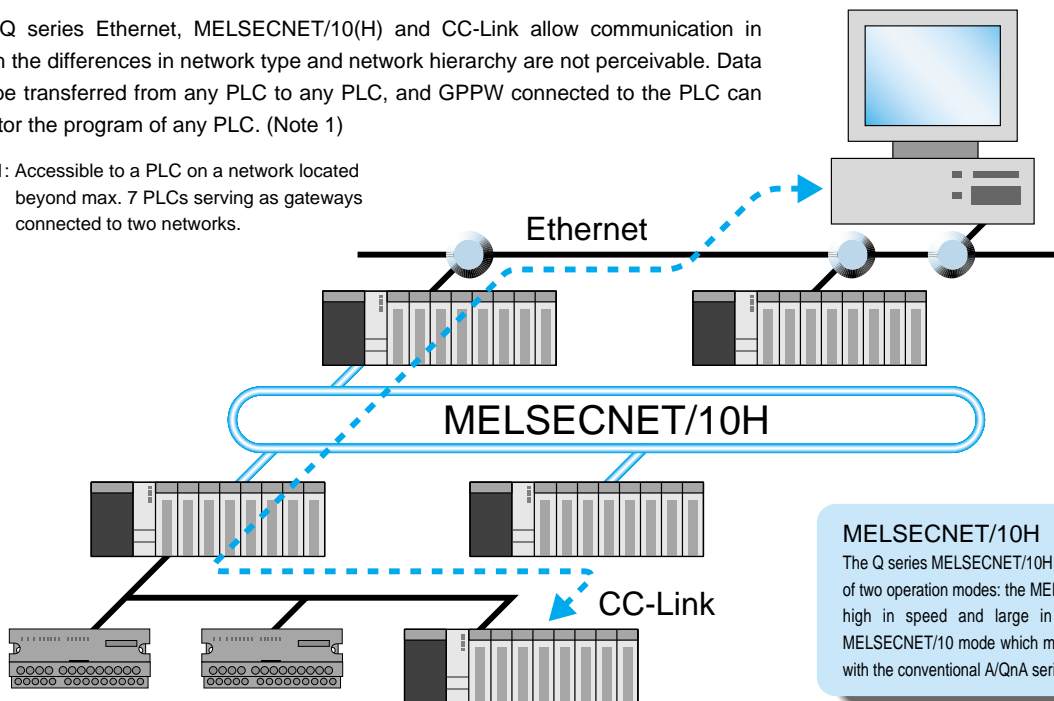 Q series Ethernet, MELSECNET/10(H) and CC-Link allow communication in
the differences in network type and network hierarchy are not perceivable. Data
be transferred from any PLC to any PLC, and GPPW connected to the PLC can
the program of any PLC. (Note 1)
: Accessible to a PLC on a network located
beyond max. 7 PLCs serving as gateways
connected to two networks.
Ethernet
MELSECNET/10H
CC-Link
MELSECNET/10H
The Q series MELSECNET/10H
of two operation modes: the
high in speed and large in
MELSECNET/10 mode which
with the conventional A/QnA